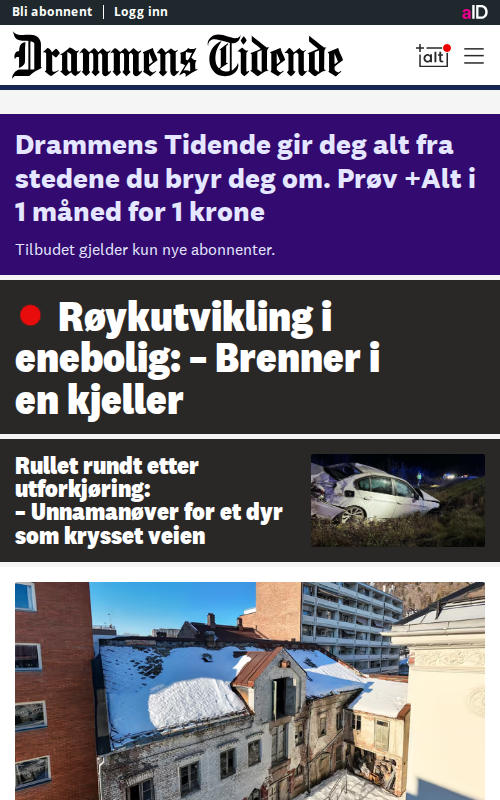 Bli abonnent | Logg inn
aID
Drammens Tidende
+alt
Drammens Tidende gir deg alt fra
stedene du bryr deg om. Prøv +Alt i
1 måned for 1 krone
Tilbudet gjelder kun nye abonnenter.
Røykutvikling i
enebolig: – Brenner i
en kjeller
Rullet rundt etter
utforkjøring:
– Unnamanøver for et dyr
som krysset veien